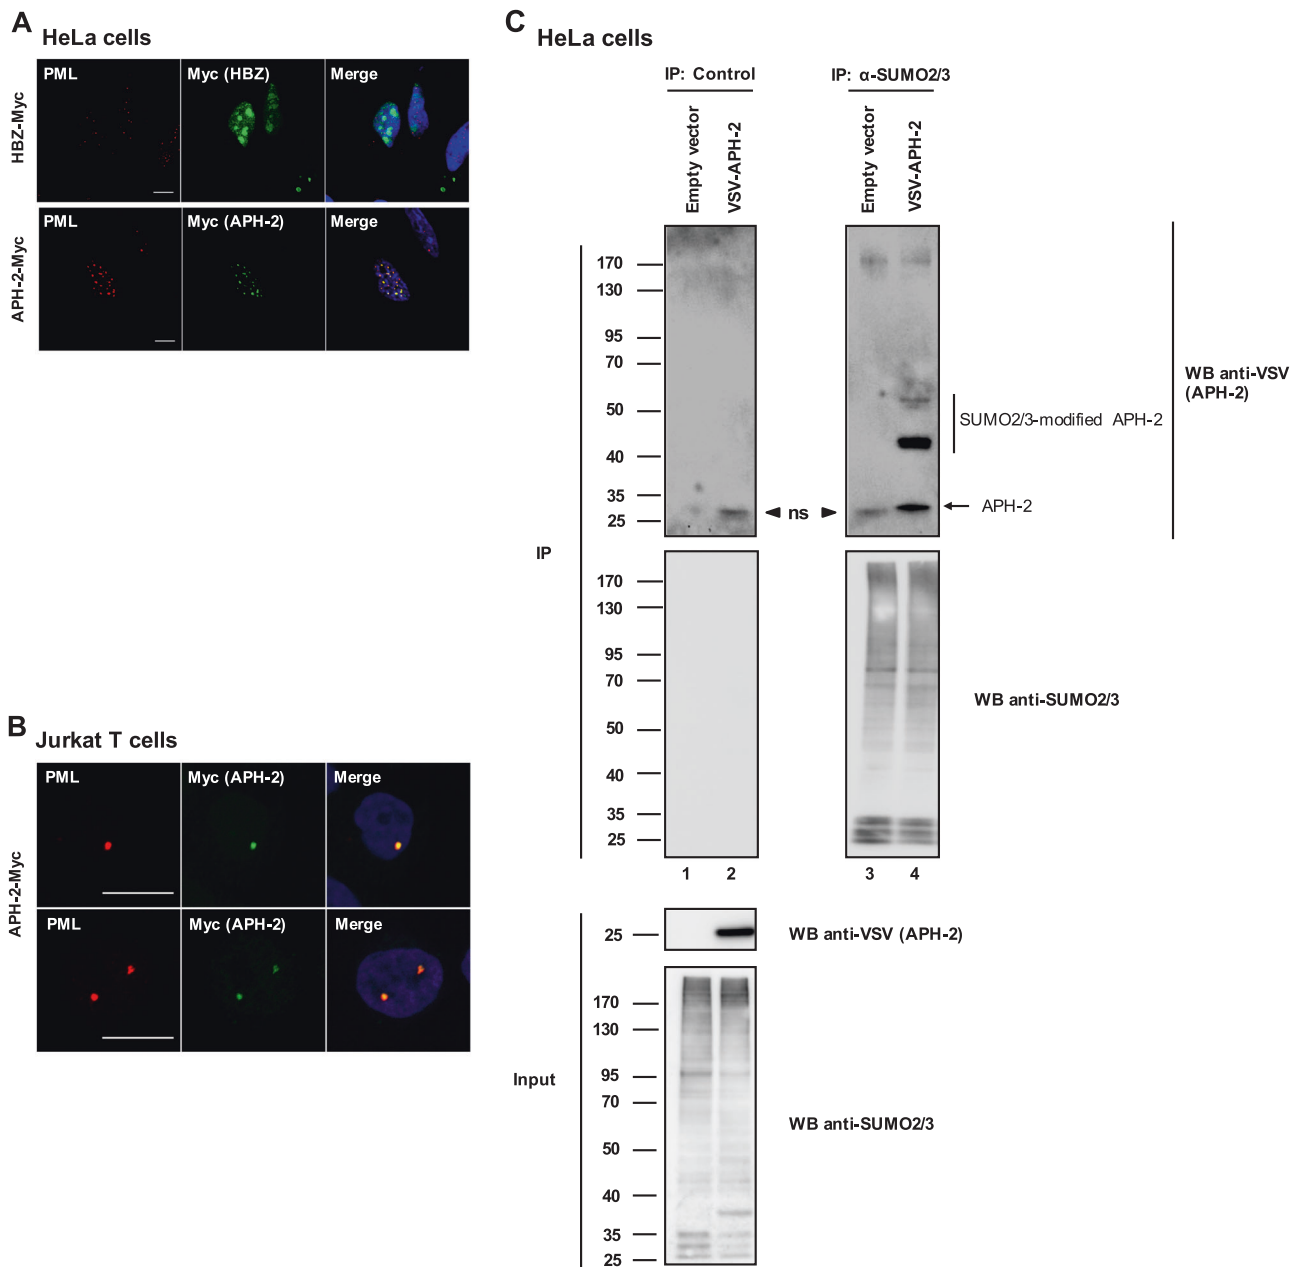 A HeLa cells
HBZ-Myc
PML
Myc (HBZ)
Merge
APH-2-Myc
PML
Myc (APH-2)
Merge
B Jurkat T cells
APH-2-Myc
PML
Myc (APH-2)
Merge
PML
Myc (APH-2)
Merge
C HeLa cells
IP: Control
IP: α-SUMO2/3
Empty vector
VSV-APH-2
Empty vector
VSV-APH-2
IP
170
130
95
70
50
40
35
25
ns
SUMO2/3-modified APH-2
APH-2
WB anti-VSV
(APH-2)
170
130
95
70
50
40
35
25
WB anti-SUMO2/3
1 2 3 4
Input
25
WB anti-VSV (APH-2)
170
130
95
70
50
40
35
25
WB anti-SUMO2/3